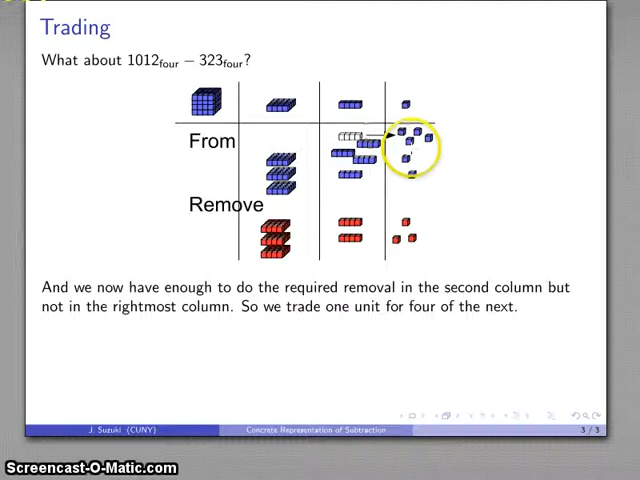 Trading
What about 1012four − 323four?
From
Remove
And we now have enough to do the required removal in the second column but
not in the rightmost column. So we trade one unit for four of the next.
J. Suzuki (CUNY)
Concrete Representation of Subtraction
3 / 3
Screencast-O-Matic.com